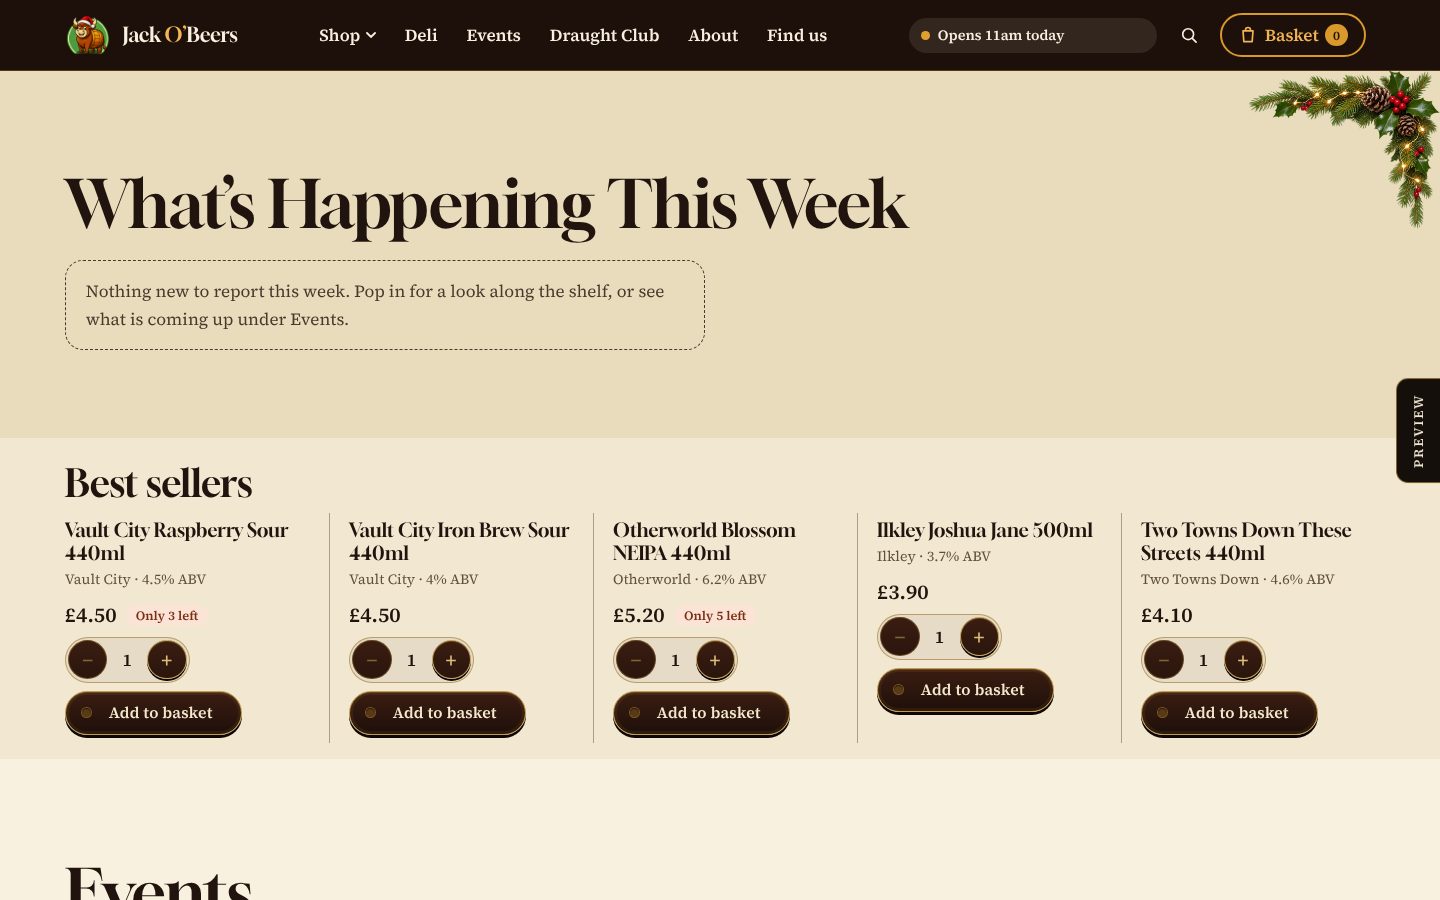 Jack O'Beers
Shop
Deli
Events
Draught Club
About
Find us
Opens 11am today
Basket 0
What's Happening This Week
Nothing new to report this week. Pop in for a look along the shelf, or see
what is coming up under Events.
PREVIEW
Best sellers
Vault City Raspberry Sour
440ml
Vault City · 4.5% ABV
£4.50 Only 3 left
− 1 +
Add to basket
Vault City Iron Brew Sour
440ml
Vault City · 4% ABV
£4.50
− 1 +
Add to basket
Otherworld Blossom
NEIPA 440ml
Otherworld · 6.2% ABV
£5.20 Only 5 left
− 1 +
Add to basket
Ilkley Joshua Jane 500ml
Ilkley · 3.7% ABV
£3.90
− 1 +
Add to basket
Two Towns Down These
Streets 440ml
Two Towns Down · 4.6% ABV
£4.10
− 1 +
Add to basket
Events